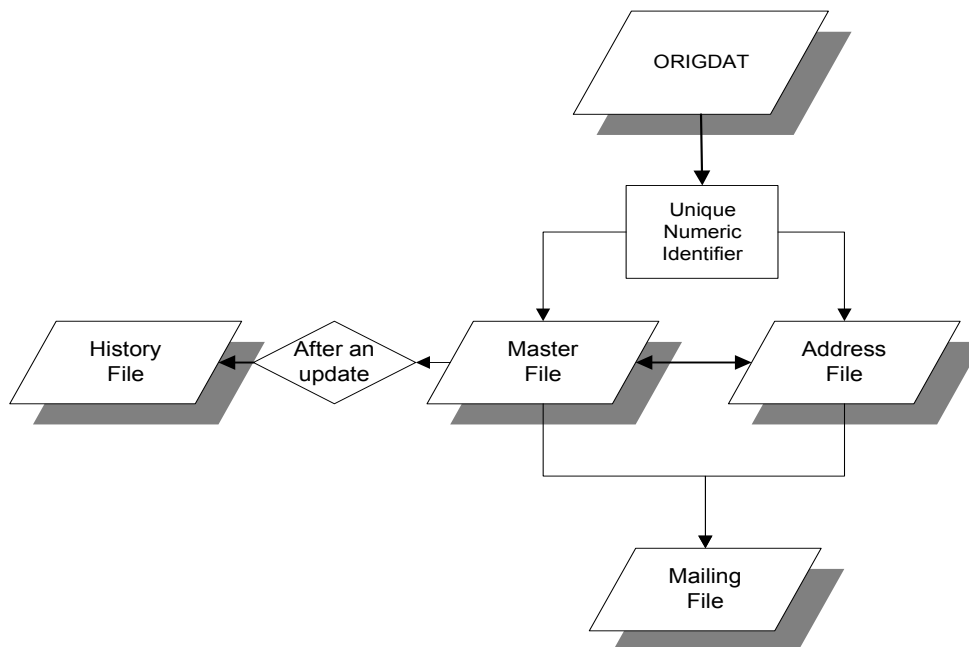 ORIGDAT
Unique
Numeric
Identifier
History
File
After an
update
Master
File
Address
File
Mailing
File